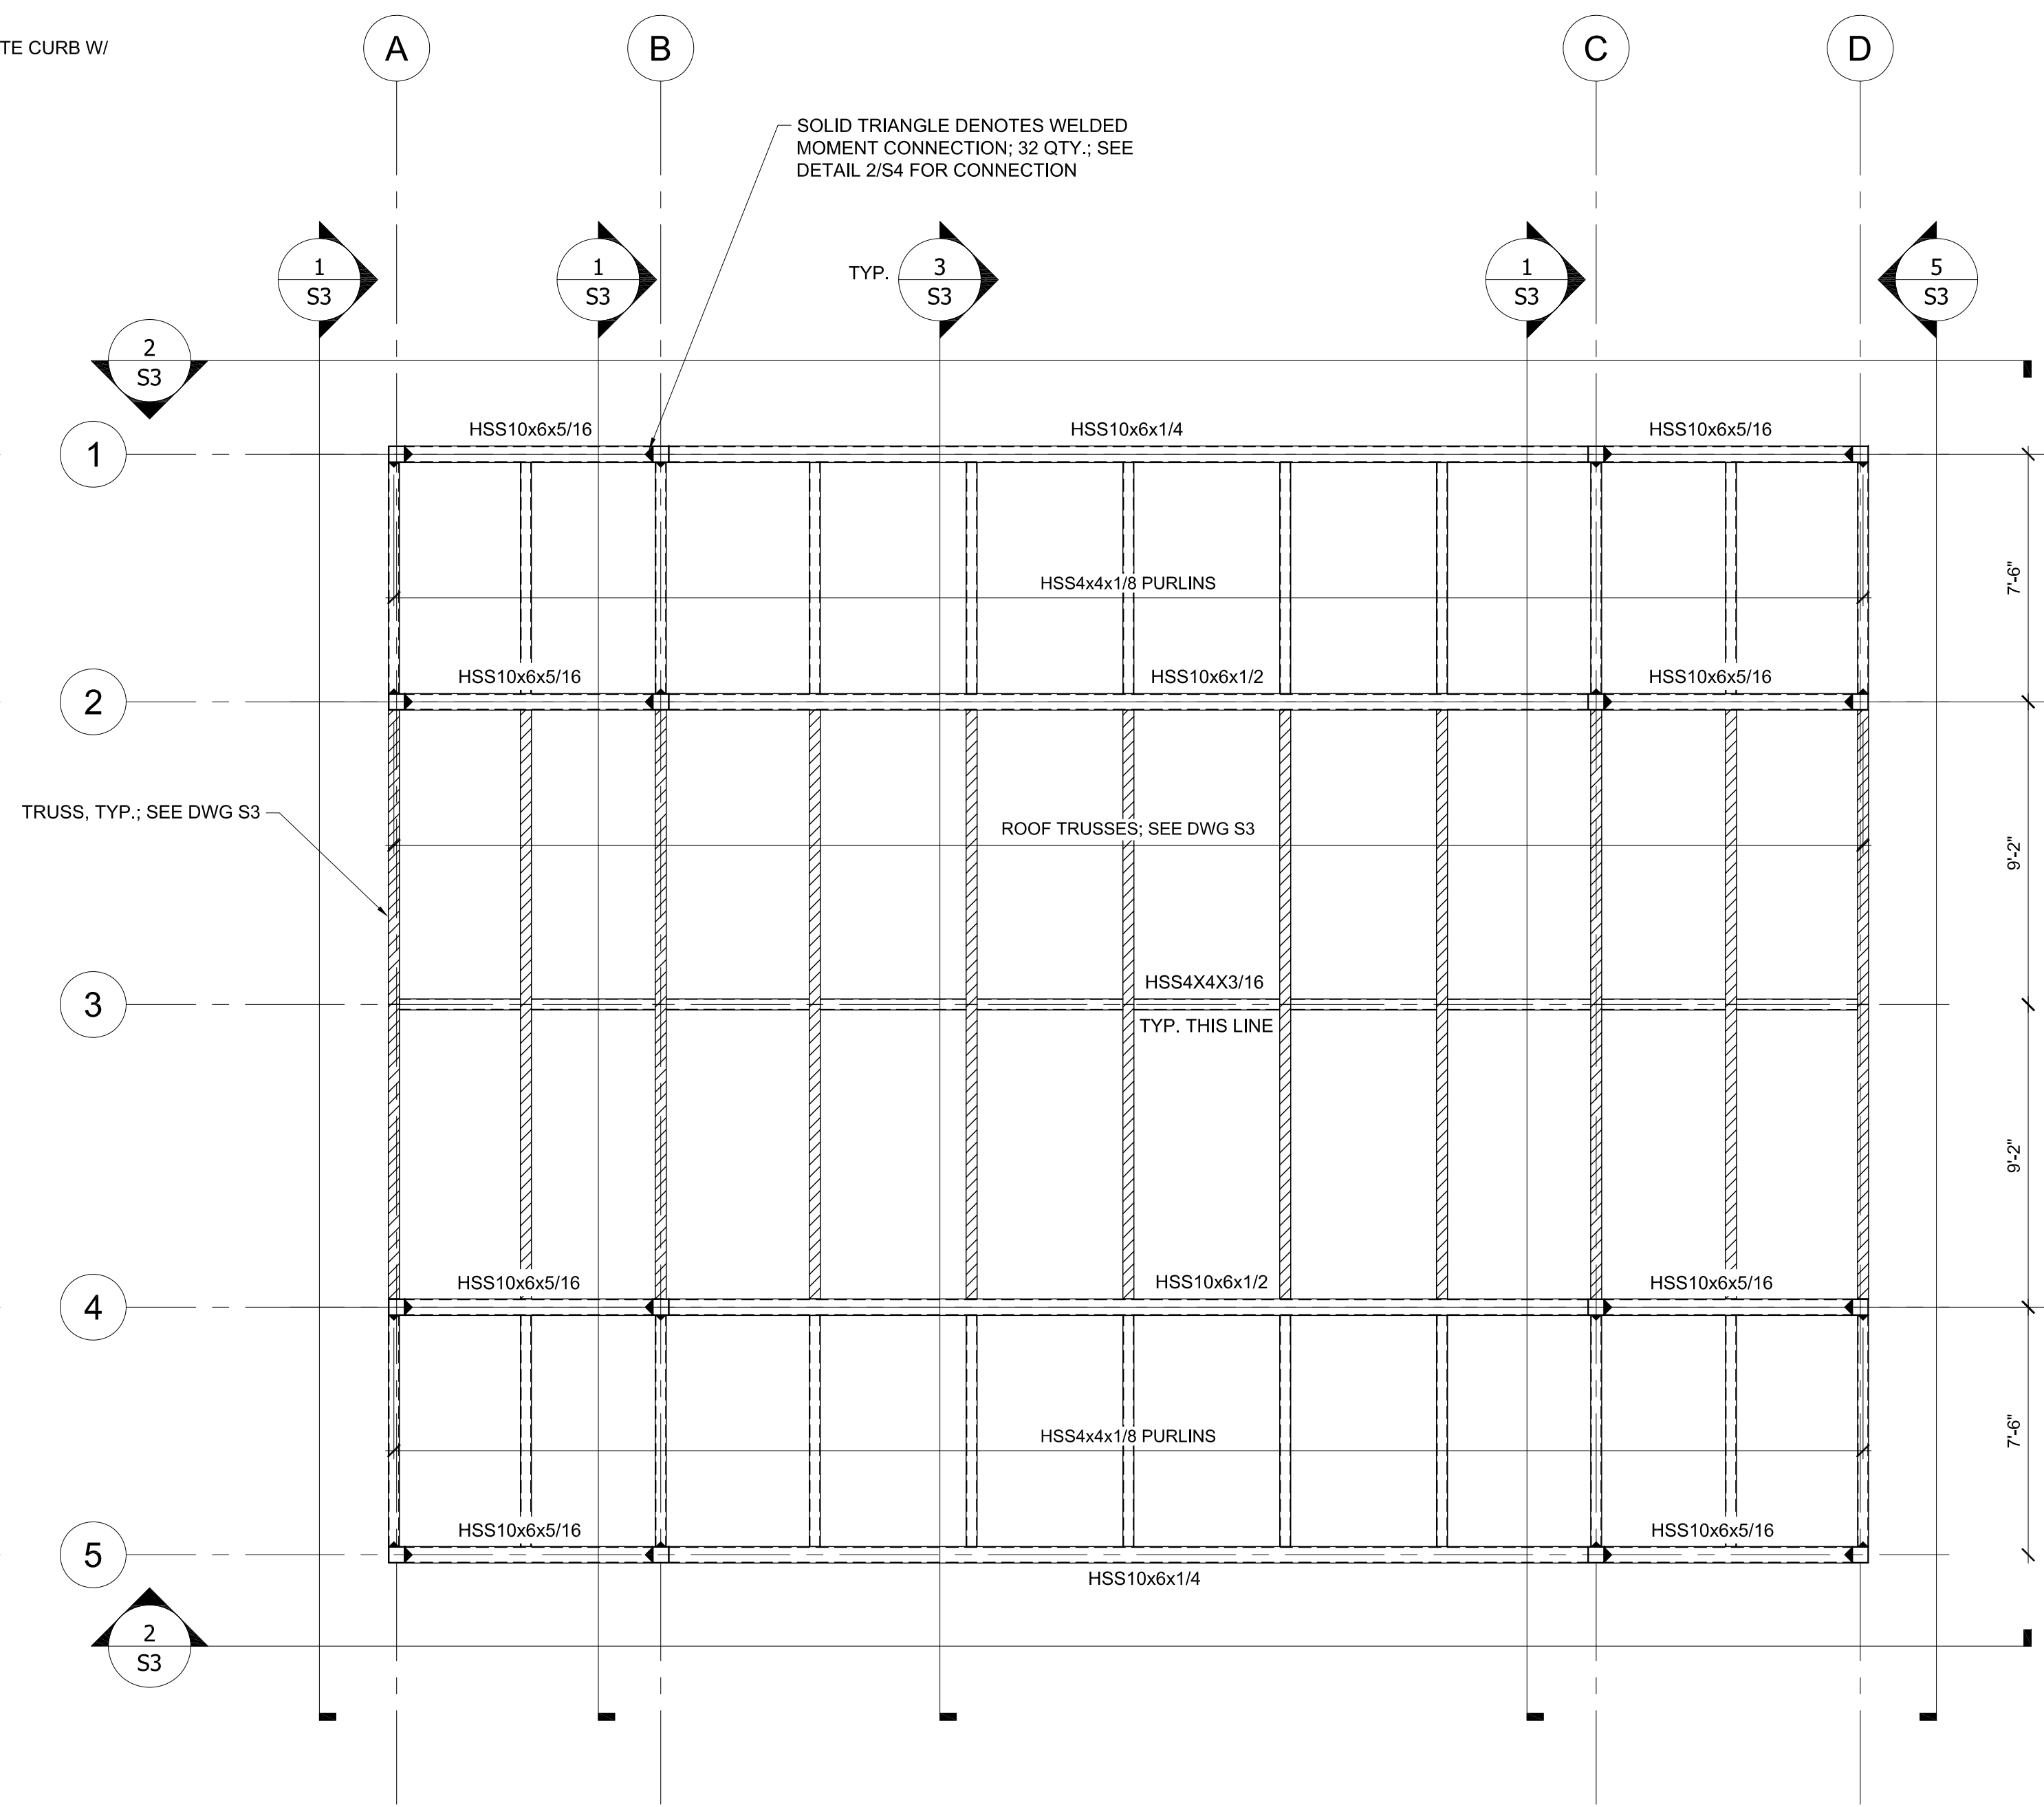 TE CURB W/
A
B
C
D
SOLID TRIANGLE DENOTES WELDED
MOMENT CONNECTION; 32 QTY.; SEE
DETAIL 2/S4 FOR CONNECTION
1
S3
1
S3
TYP.
3
S3
1
S3
5
S3
2
S3
1
HSS10x6x5/16
HSS10x6x1/4
HSS10x6x5/16
7'-6"
HSS4x4x1/8 PURLINS
2
HSS10x6x5/16
HSS10x6x1/2
HSS10x6x5/16
TRUSS, TYP.; SEE DWG S3
ROOF TRUSSES; SEE DWG S3
9'-2"
3
HSS4X4X3/16
TYP. THIS LINE
9'-2"
4
HSS10x6x5/16
HSS10x6x1/2
HSS10x6x5/16
HSS4x4x1/8 PURLINS
7'-6"
5
HSS10x6x5/16
HSS10x6x5/16
HSS10x6x1/4
2
S3